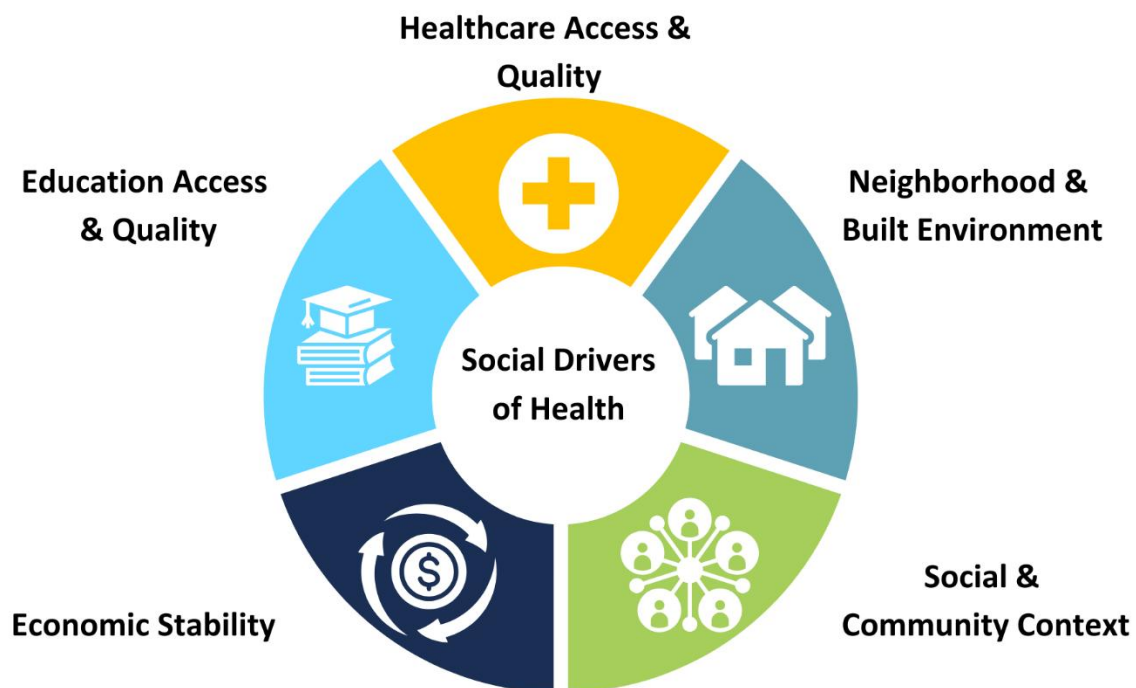 Healthcare Access &
Quality
Education Access
& Quality
Neighborhood &
Built Environment
Social Drivers
of Health
$
Economic Stability
Social &
Community Context